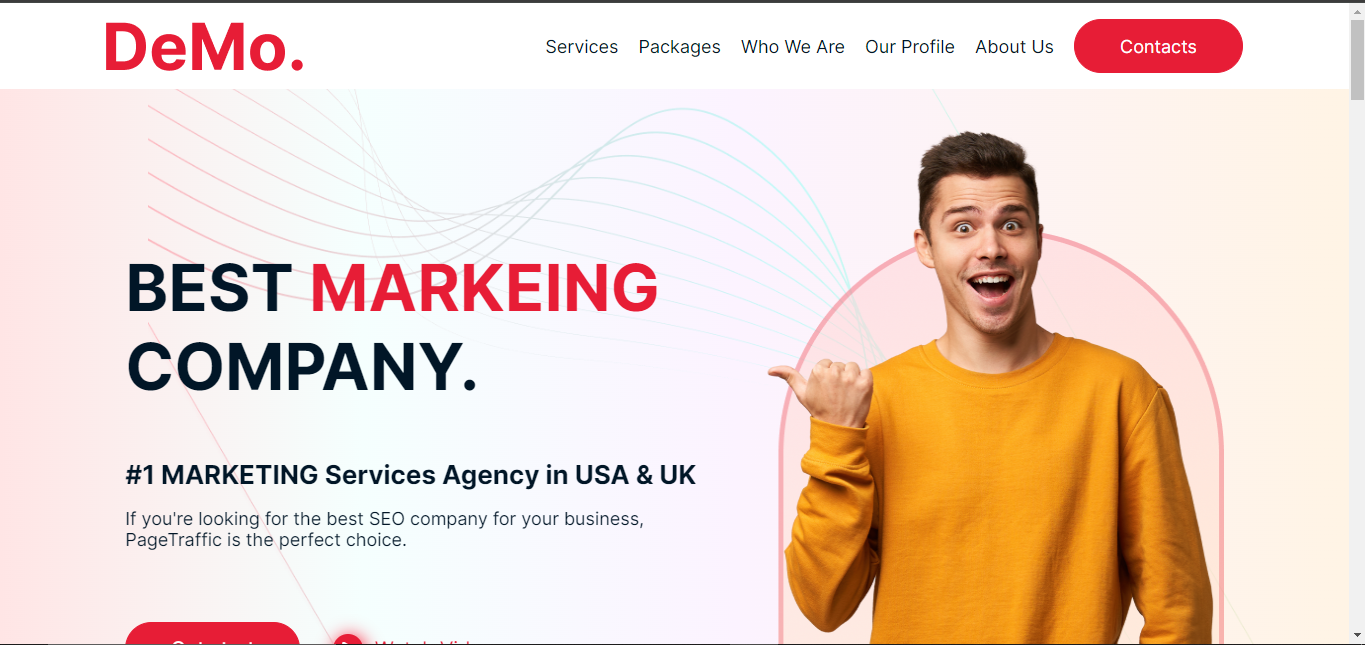 DeMo.
Services Packages Who We Are Our Profile About Us Contacts
BEST MARKEING
COMPANY.
#1 MARKETING Services Agency in USA & UK
If you're looking for the best SEO company for your business,
PageTraffic is the perfect choice.